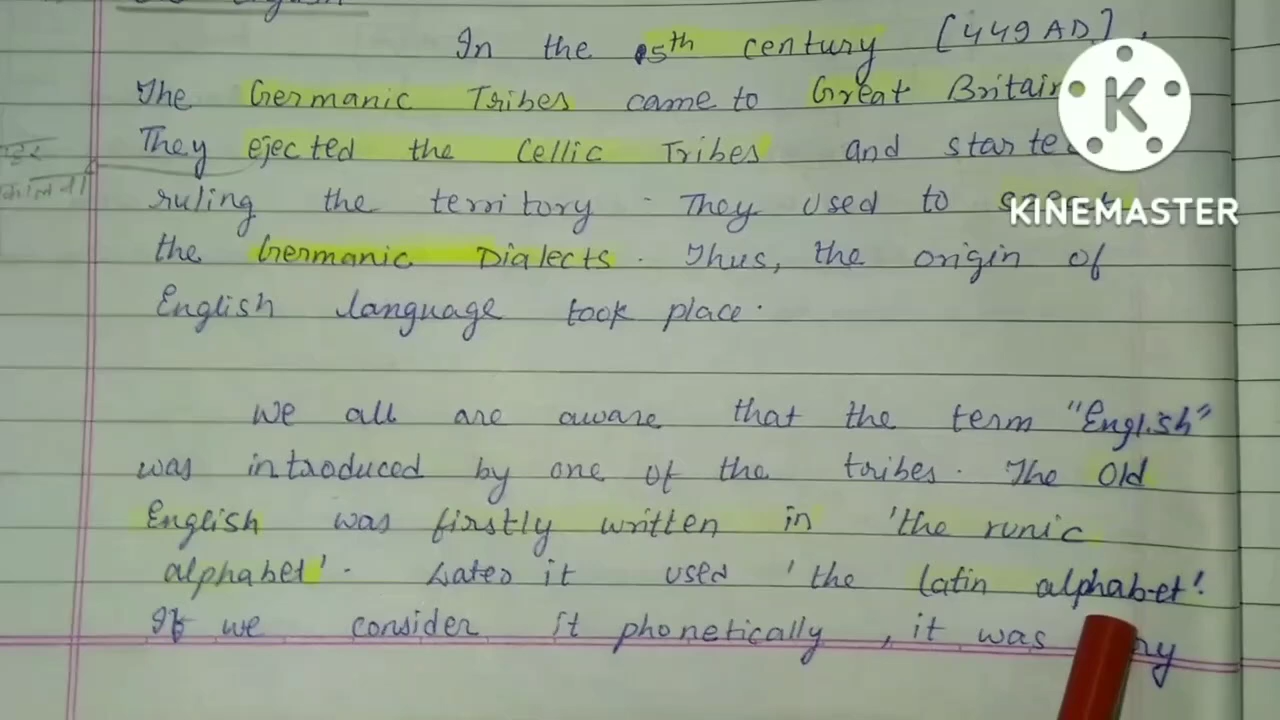 English
In the 5th century [449 AD].
The Germanic Tribes came to Great Britain
They ejected the Celtic Tribes and started
ruling the territory. They used to speak
the Germanic Dialects. Thus, the origin of
English language took place.
We all are aware that the term "English"
was introduced by one of the tribes. The Old
English was firstly written in 'the runic
alphabet'. Later it used 'the latin alphabet'.
If we consider it phonetically, it was
K
KINEMASTER